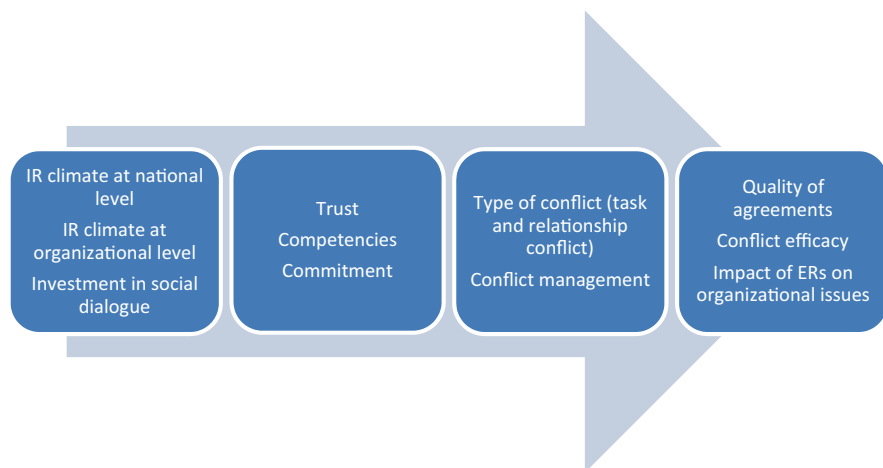 IR climate at national
level
IR climate at
organizational level
Investment in social
dialogue
Trust
Competencies
Commitment
Type of conflict (task
and relationship
conflict)
Conflict management
Quality of
agreements
Conflict efficacy
Impact of ERs on
organizational issues